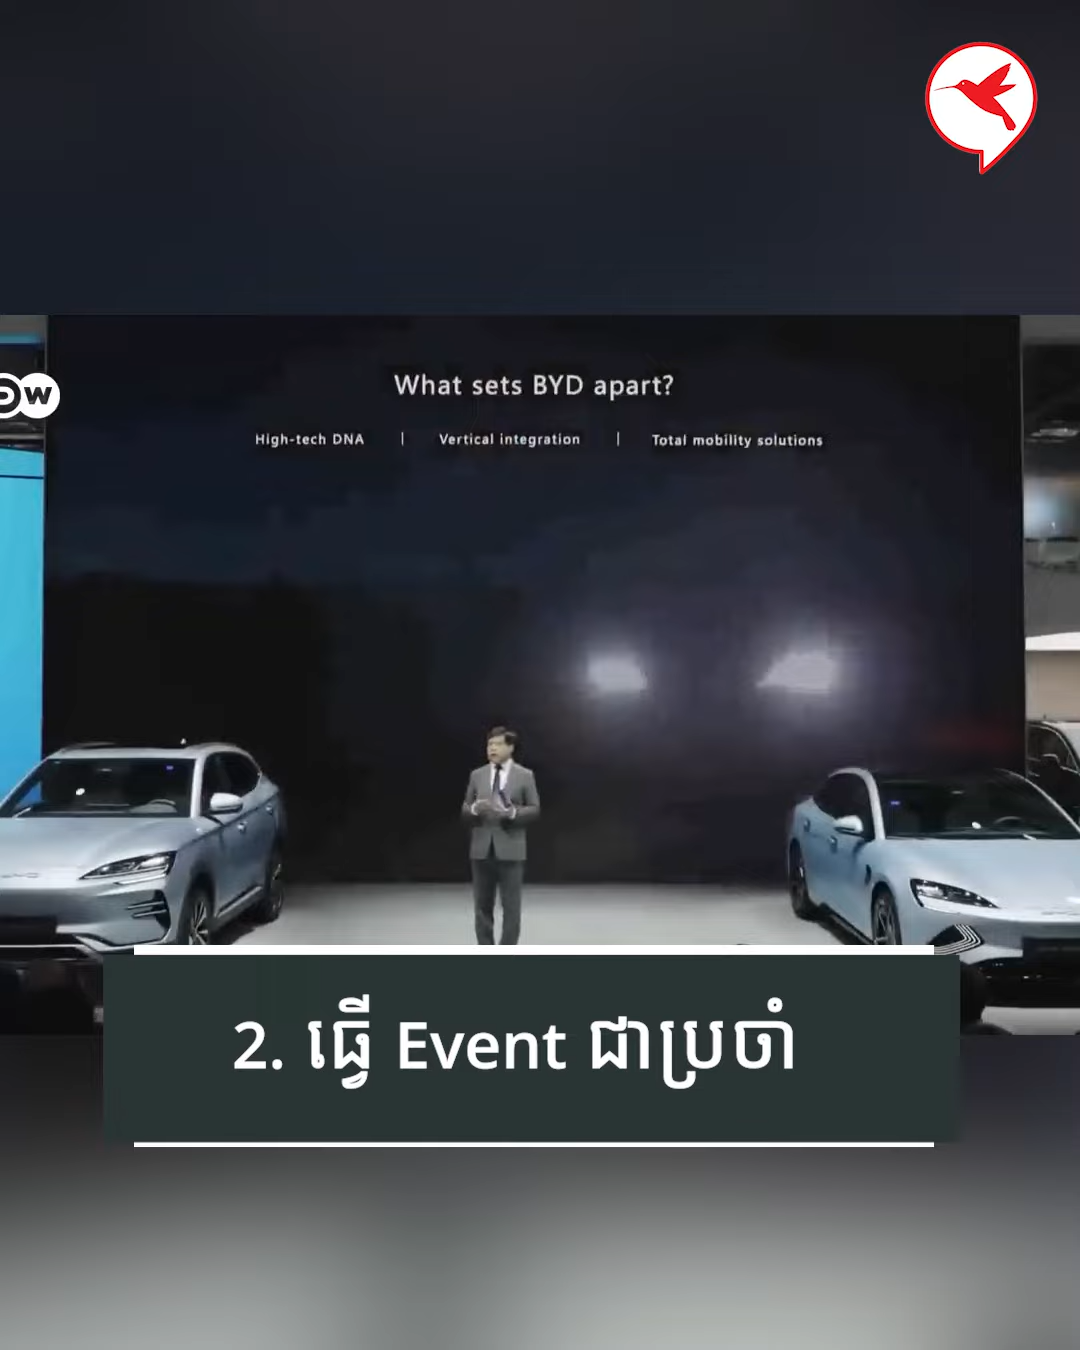 What sets BYD apart?
High-tech DNA | Vertical integration | Total mobility solutions
DW
2. ធ្វើ Event ជាប្រចាំ